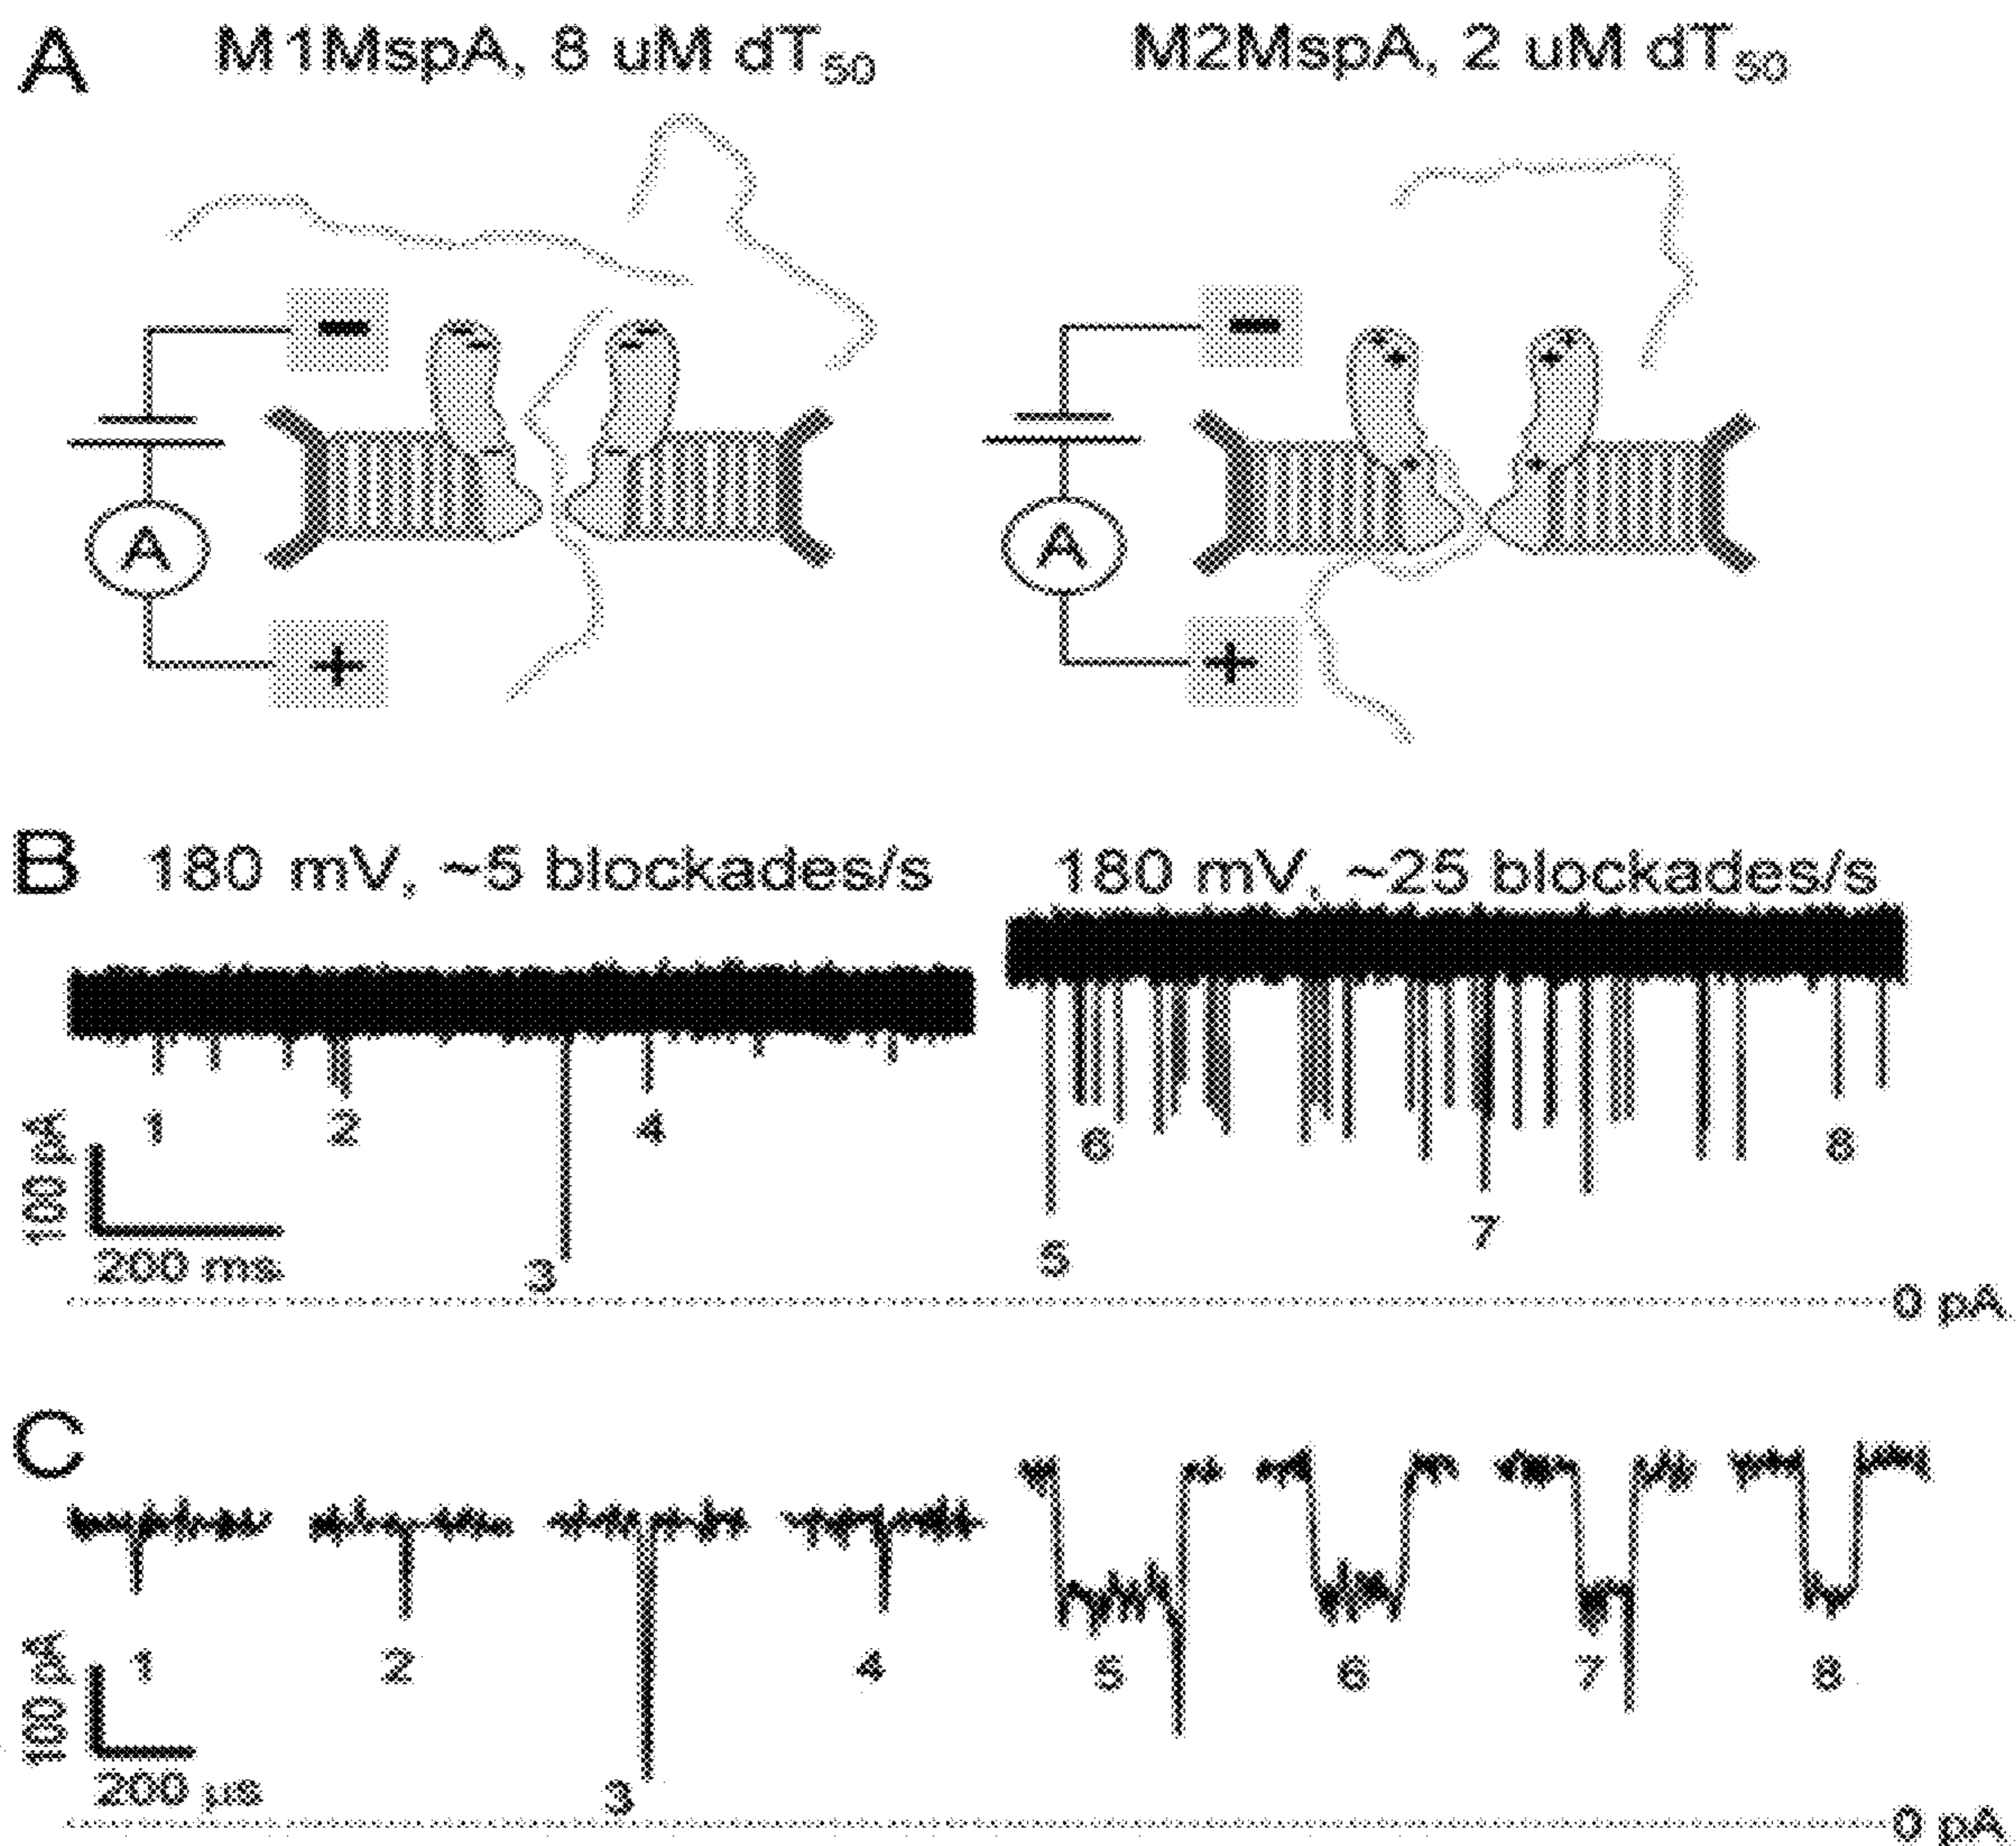 A
M1MspA, 8 uM dT50
M2MspA, 2 uM dT50
− − − − − − −
+ + + + + + +
A
A
B
180 mV, ~5 blockades/s
180 mV, ~25 blockades/s
1
2
3
4
5
6
7
8
180 pA
200 ms
0 pA
C
1
2
3
4
5
6
7
8
100 pA
200 µs
0 pA